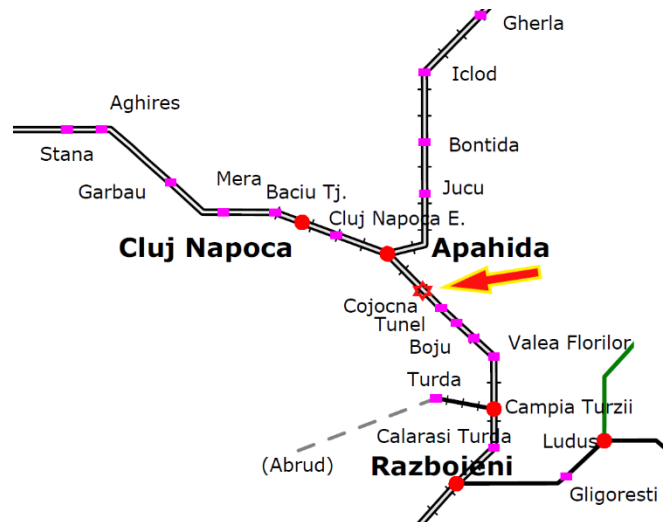 Gherla
Iclod
Aghires
Stana
Bontida
Garbau
Mera
Baciu Tj.
Jucu
Cluj Napoca E.
Cluj Napoca
Apahida
Cojocna
Tunel
Boju
Valea Florilor
Turda
Campia Turzii
Calarasi Turda
Ludus
(Abrud)
Razboieni
Gligoresti